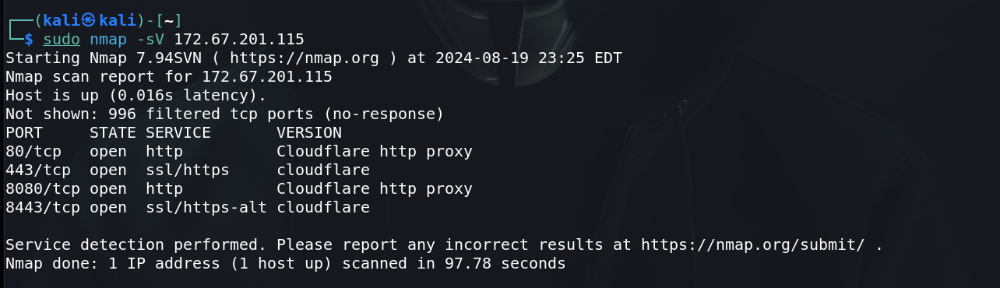 ┌──(kali㉿kali)-[~]
└─$ sudo nmap -sV 172.67.201.115
Starting Nmap 7.94SVN ( https://nmap.org ) at 2024-08-19 23:25 EDT
Nmap scan report for 172.67.201.115
Host is up (0.016s latency).
Not shown: 996 filtered tcp ports (no-response)
PORT     STATE SERVICE       VERSION
80/tcp   open  http          Cloudflare http proxy
443/tcp  open  ssl/https     cloudflare
8080/tcp open  http          Cloudflare http proxy
8443/tcp open  ssl/https-alt cloudflare
Service detection performed. Please report any incorrect results at https://nmap.org/submit/ .
Nmap done: 1 IP address (1 host up) scanned in 97.78 seconds